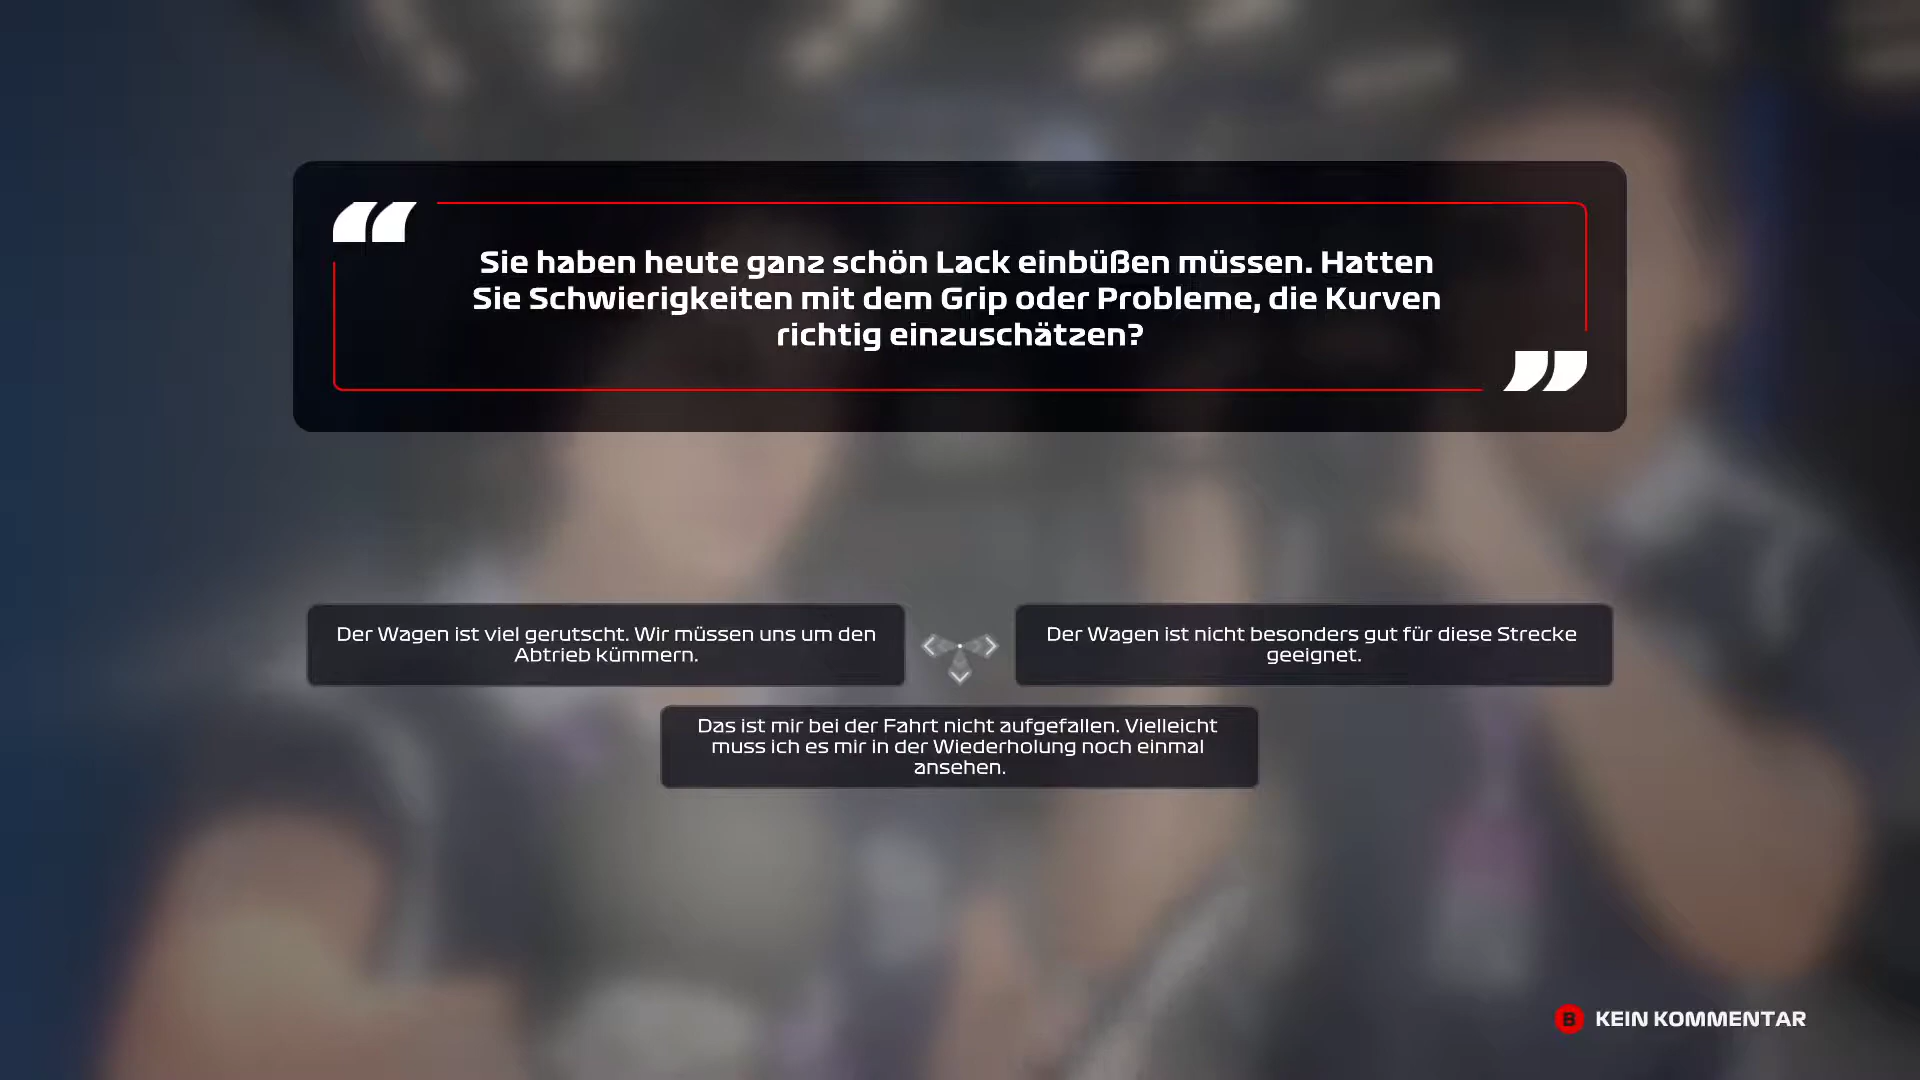 Sie haben heute ganz schön Lack einbüßen müssen. Hatten
Sie Schwierigkeiten mit dem Grip oder Probleme, die Kurven
richtig einzuschätzen?
Der Wagen ist viel gerutscht. Wir müssen uns um den
Abtrieb kümmern.
Der Wagen ist nicht besonders gut für diese Strecke
geeignet.
Das ist mir bei der Fahrt nicht aufgefallen. Vielleicht
muss ich es mir in der Wiederholung noch einmal
ansehen.
B KEIN KOMMENTAR